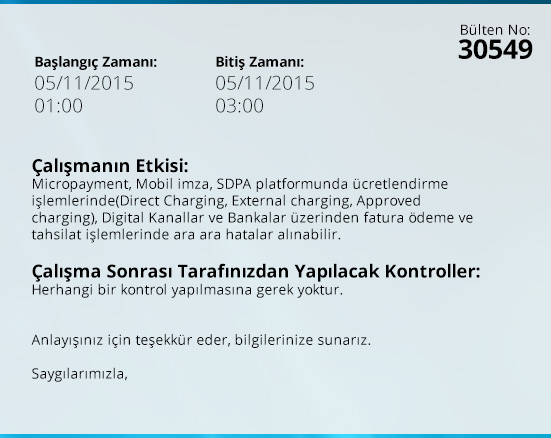 Bülten No:
30549
Başlangıç Zamanı:
05/11/2015
01:00
Bitiş Zamanı:
05/11/2015
03:00
Çalışmanın Etkisi:
Micropayment, Mobil imza, SDPA platformunda ücretlendirme
işlemlerinde(Direct Charging, External charging, Approved
charging), Digital Kanallar ve Bankalar üzerinden fatura ödeme ve
tahsilat işlemlerinde ara ara hatalar alınabilir.
Çalışma Sonrası Tarafınızdan Yapılacak Kontroller:
Herhangi bir kontrol yapılmasına gerek yoktur.
Anlayışınız için teşekkür eder, bilgilerinize sunarız.
Saygılarımızla,